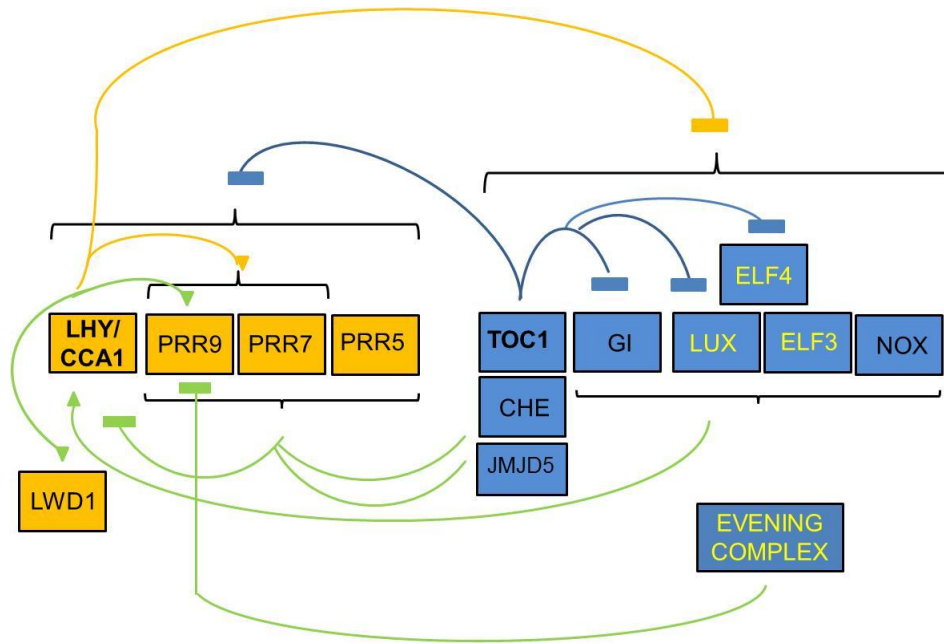 ELF4
LHY/
CCA1
PRR9
PRR7
PRR5
TOC1
GI
LUX
ELF3
NOX
CHE
JMJD5
LWD1
EVENING
COMPLEX